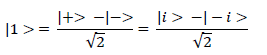 |1 > = (|+> −|−>)/√2 = (|i > −|− i >)/√2